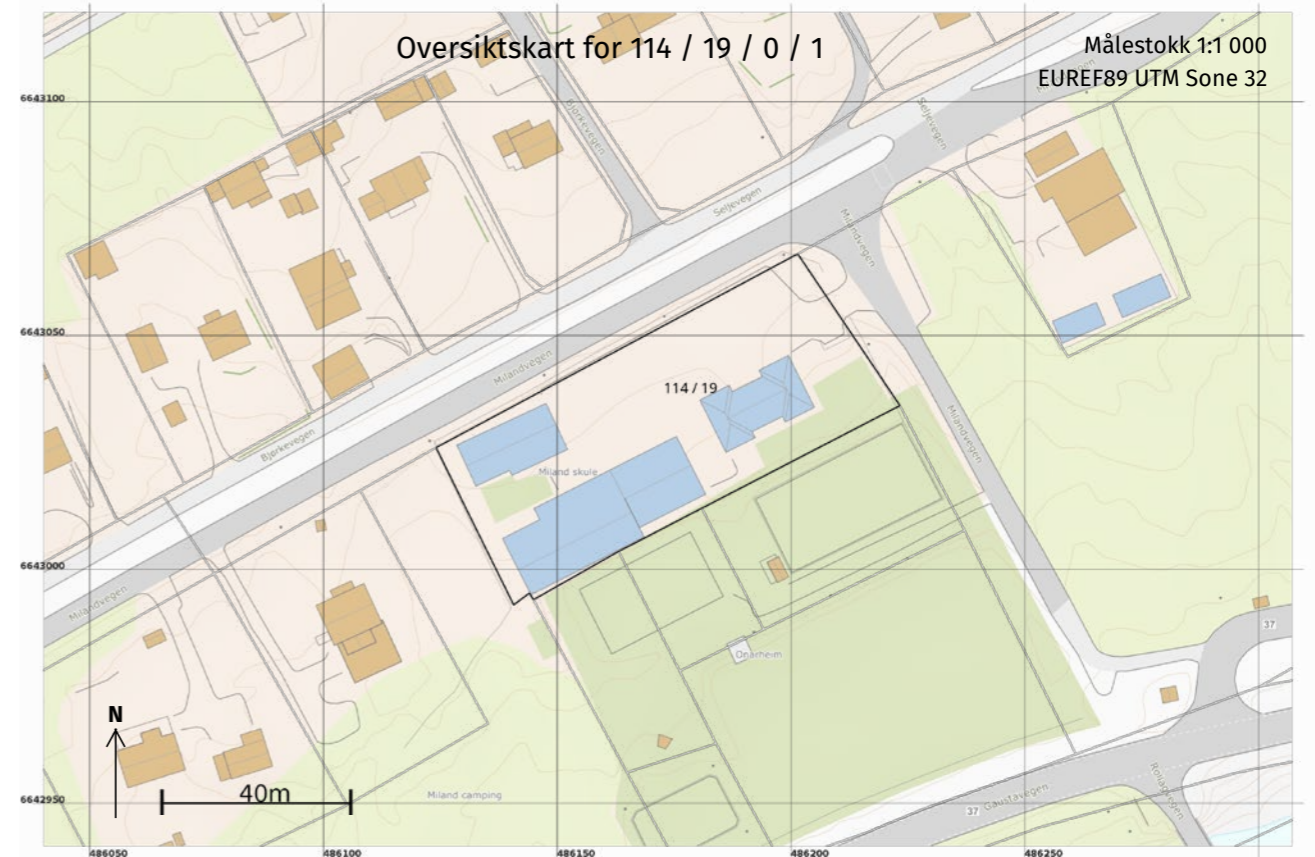 Oversiktskart for 114 / 19 / 0 / 1
Målestokk 1:1 000
EUREF89 UTM Sone 32
6643100
Bjørkevegen
Seljevegen
Seljevegen
Milandvegen
6643050
Milandvegen
114 / 19
Bjørkevegen
Milandvegen
Miland skule
6643000
Milandvegen
37
Onarheim
N
40m
Miland camping
6642950
37 Gaustavegen
Rollagvegen
486050
486100
486150
486200
486250